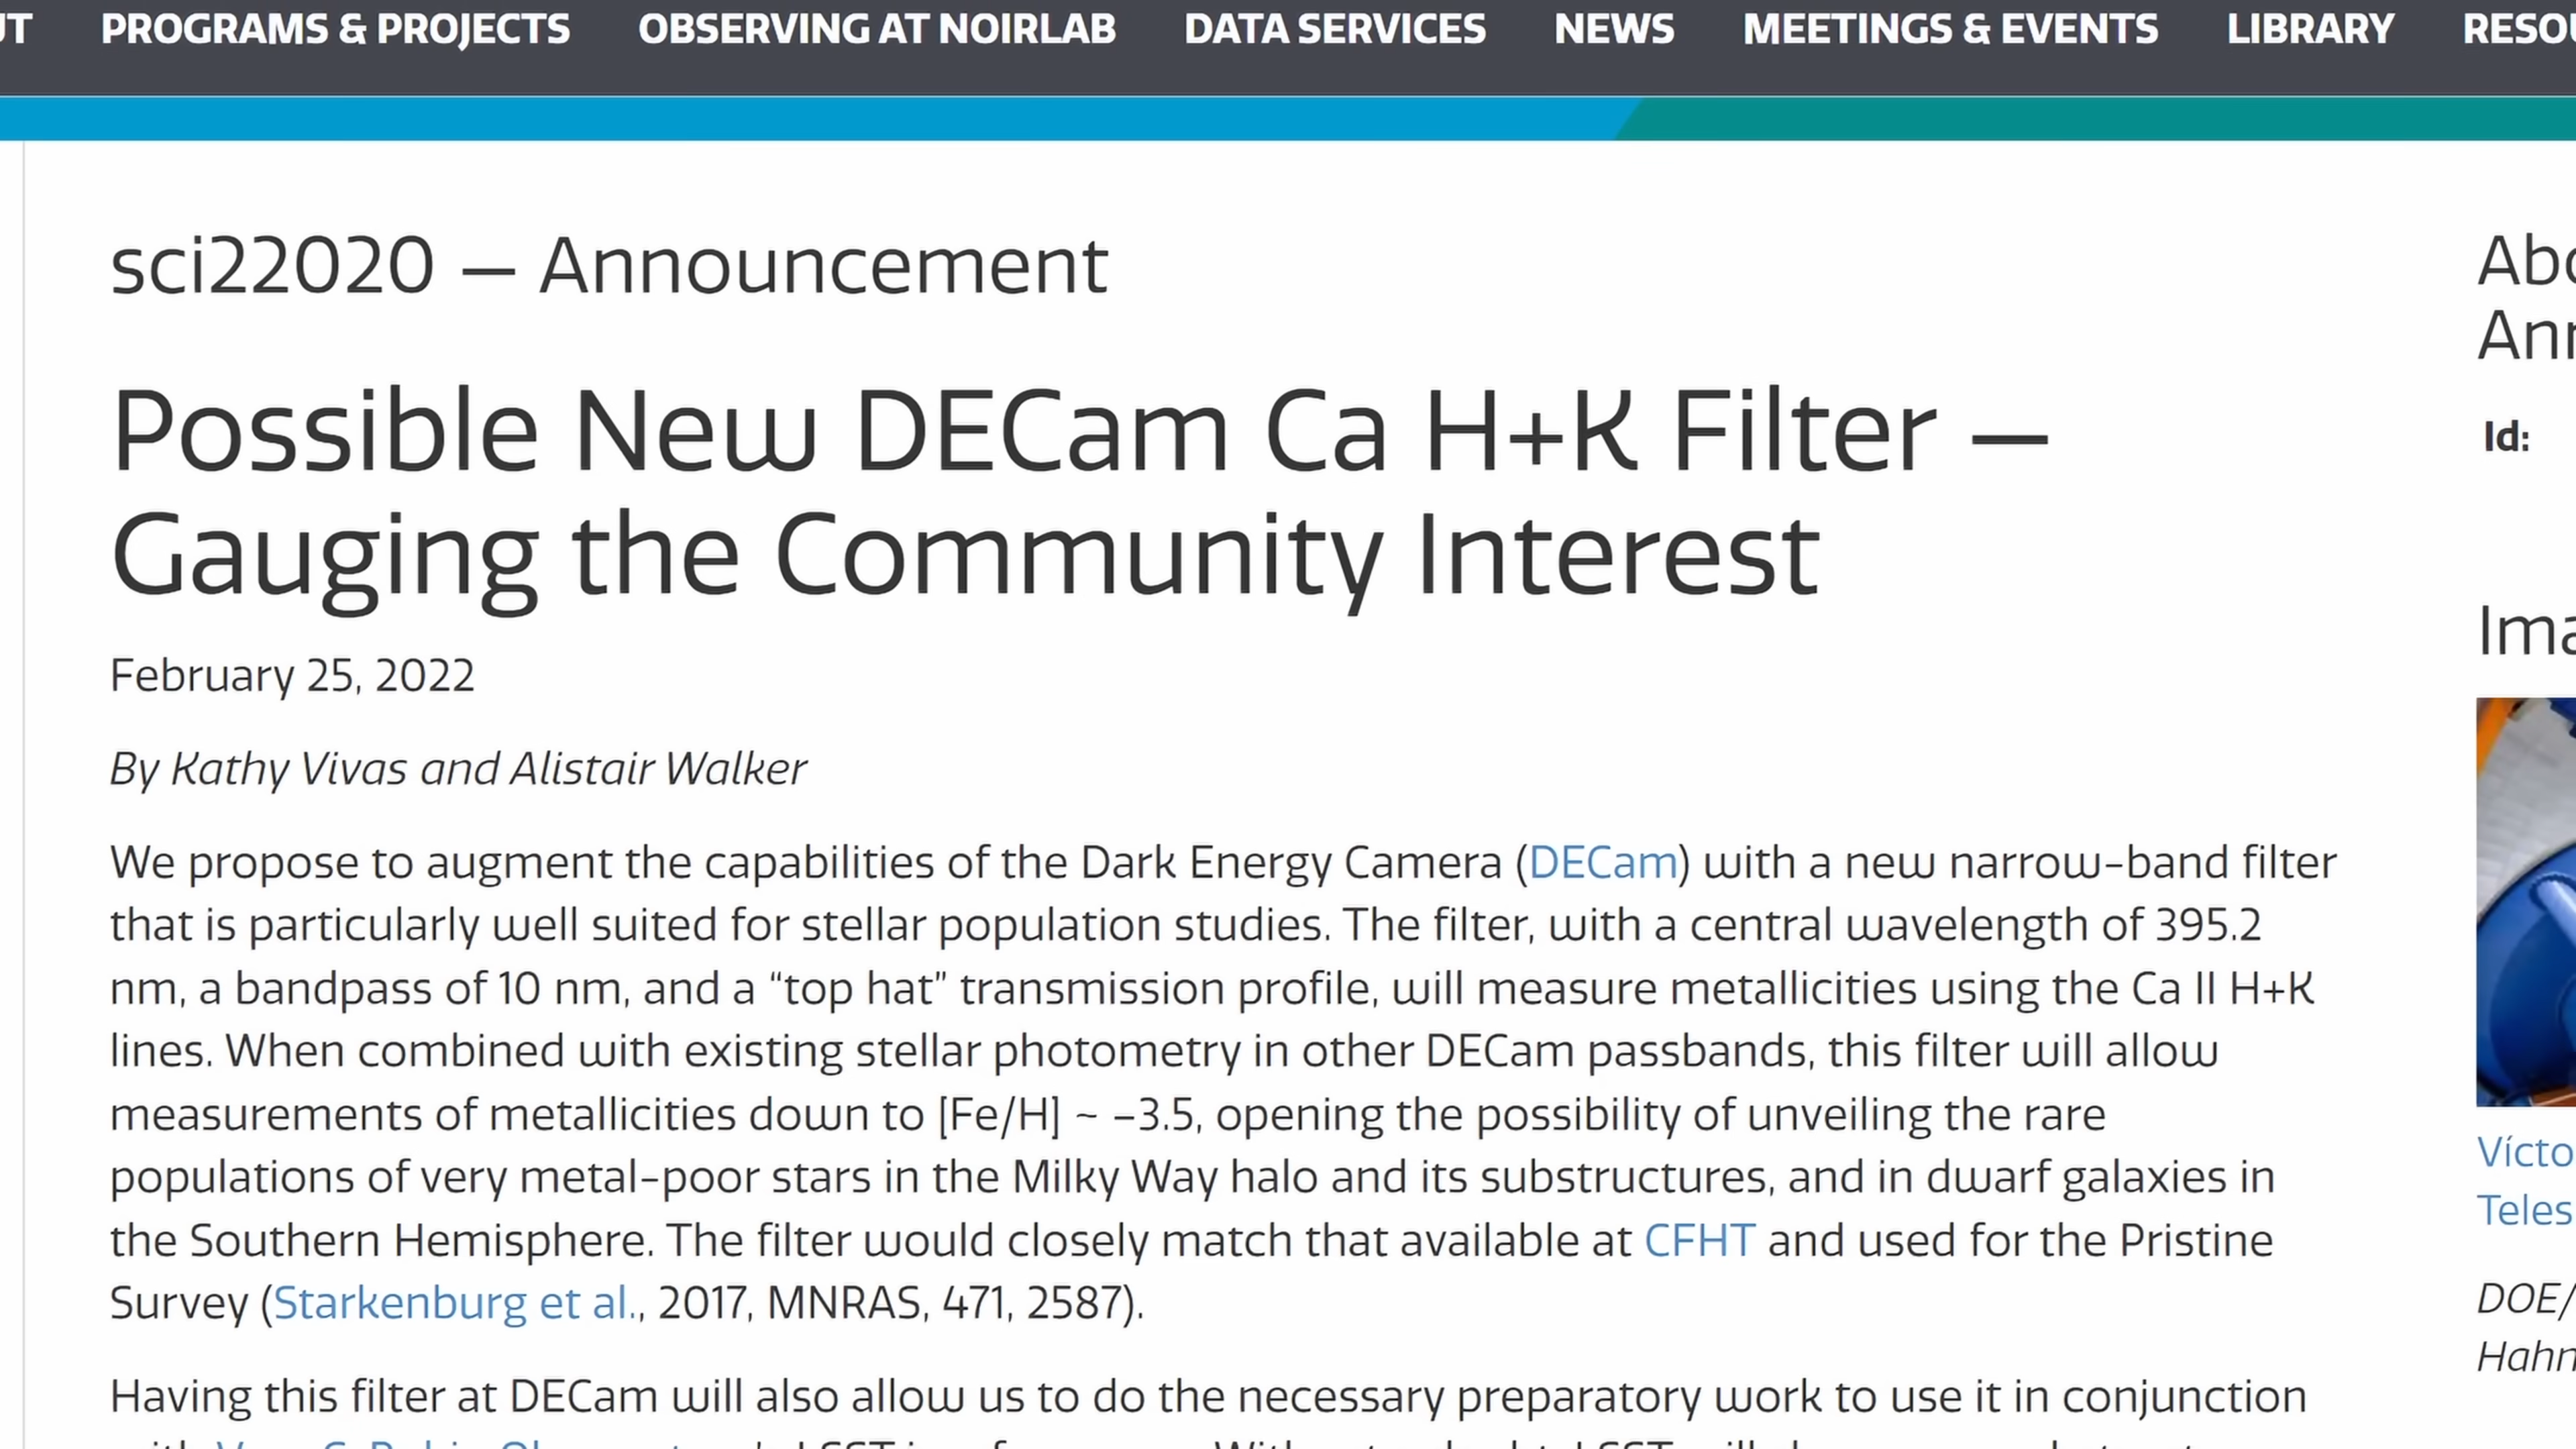 UT PROGRAMS & PROJECTS OBSERVING AT NOIRLAB DATA SERVICES NEWS MEETINGS & EVENTS LIBRARY RESOU
sci22020 — Announcement
Possible New DECam Ca H+K Filter —
Gauging the Community Interest
February 25, 2022
By Kathy Vivas and Alistair Walker
We propose to augment the capabilities of the Dark Energy Camera (DECam) with a new narrow-band filter
that is particularly well suited for stellar population studies. The filter, with a central wavelength of 395.2
nm, a bandpass of 10 nm, and a “top hat” transmission profile, will measure metallicities using the Ca II H+K
lines. When combined with existing stellar photometry in other DECam passbands, this filter will allow
measurements of metallicities down to [Fe/H] ~ −3.5, opening the possibility of unveiling the rare
populations of very metal-poor stars in the Milky Way halo and its substructures, and in dwarf galaxies in
the Southern Hemisphere. The filter would closely match that available at CFHT and used for the Pristine
Survey (Starkenburg et al., 2017, MNRAS, 471, 2587).
Having this filter at DECam will also allow us to do the necessary preparatory work to use it in conjunction
Abo
Ann
Id:
Ima
Vícto
Teles
DOE/
Hahn